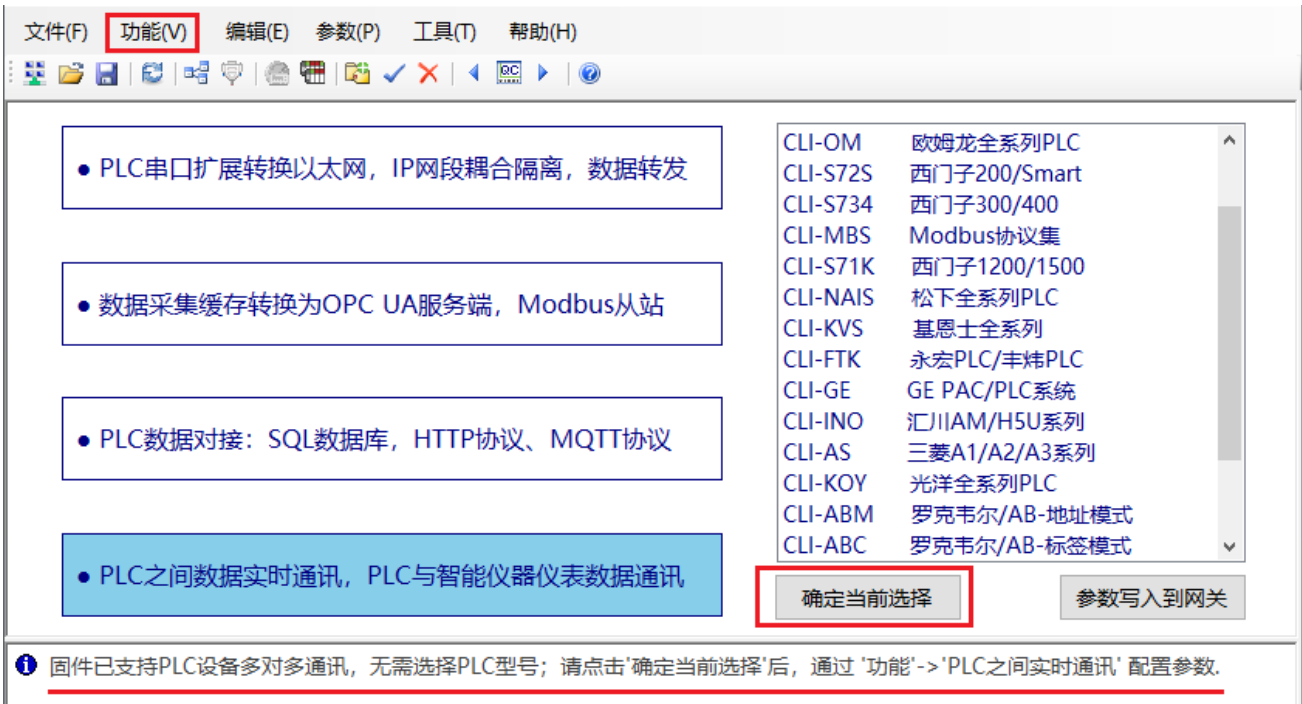 文件(F) 功能(V) 编辑(E) 参数(P) 工具(T) 帮助(H)
QC
● PLC串口扩展转换以太网，IP网段耦合隔离，数据转发
● 数据采集缓存转换为OPC UA服务端，Modbus从站
● PLC数据对接：SQL数据库，HTTP协议、MQTT协议
● PLC之间数据实时通讯，PLC与智能仪器仪表数据通讯
CLI-OM 欧姆龙全系列PLC
CLI-S72S 西门子200/Smart
CLI-S734 西门子300/400
CLI-MBS Modbus协议集
CLI-S71K 西门子1200/1500
CLI-NAIS 松下全系列PLC
CLI-KVS 基恩士全系列
CLI-FTK 永宏PLC/丰炜PLC
CLI-GE GE PAC/PLC系统
CLI-INO 汇川AM/H5U系列
CLI-AS 三菱A1/A2/A3系列
CLI-KOY 光洋全系列PLC
CLI-ABM 罗克韦尔/AB-地址模式
CLI-ABC 罗克韦尔/AB-标签模式
确定当前选择 参数写入到网关
固件已支持PLC设备多对多通讯，无需选择PLC型号；请点击'确定当前选择'后，通过 '功能'->'PLC之间实时通讯' 配置参数.